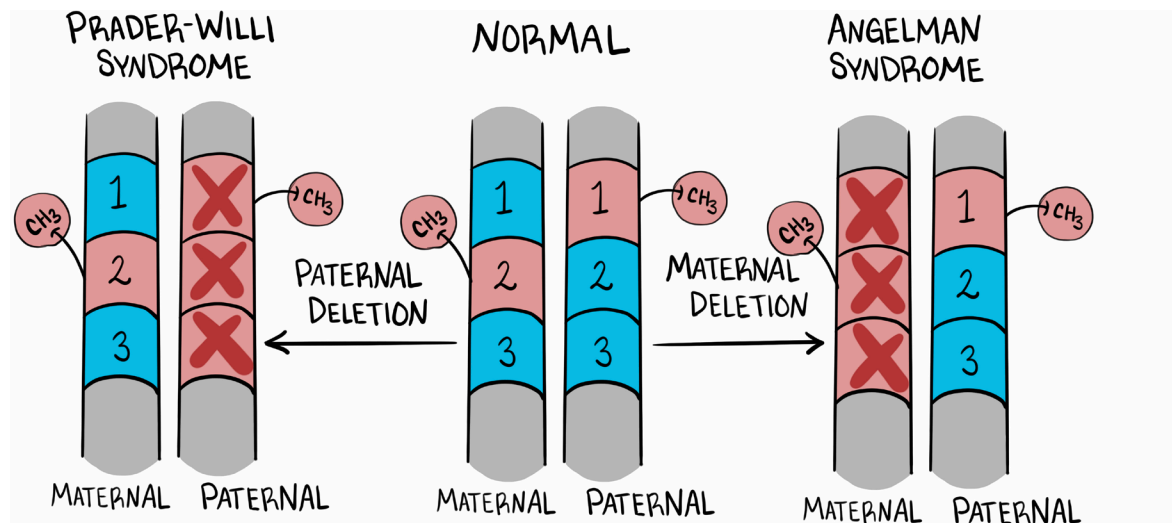 PRADER-WILLI
SYNDROME
NORMAL
ANGELMAN
SYNDROME
1
2
3
CH3
CH3
PATERNAL
DELETION
CH3
1
2
3
1
2
3
CH3
MATERNAL
DELETION
CH3
1
2
3
CH3
MATERNAL
PATERNAL
MATERNAL
PATERNAL
MATERNAL
PATERNAL